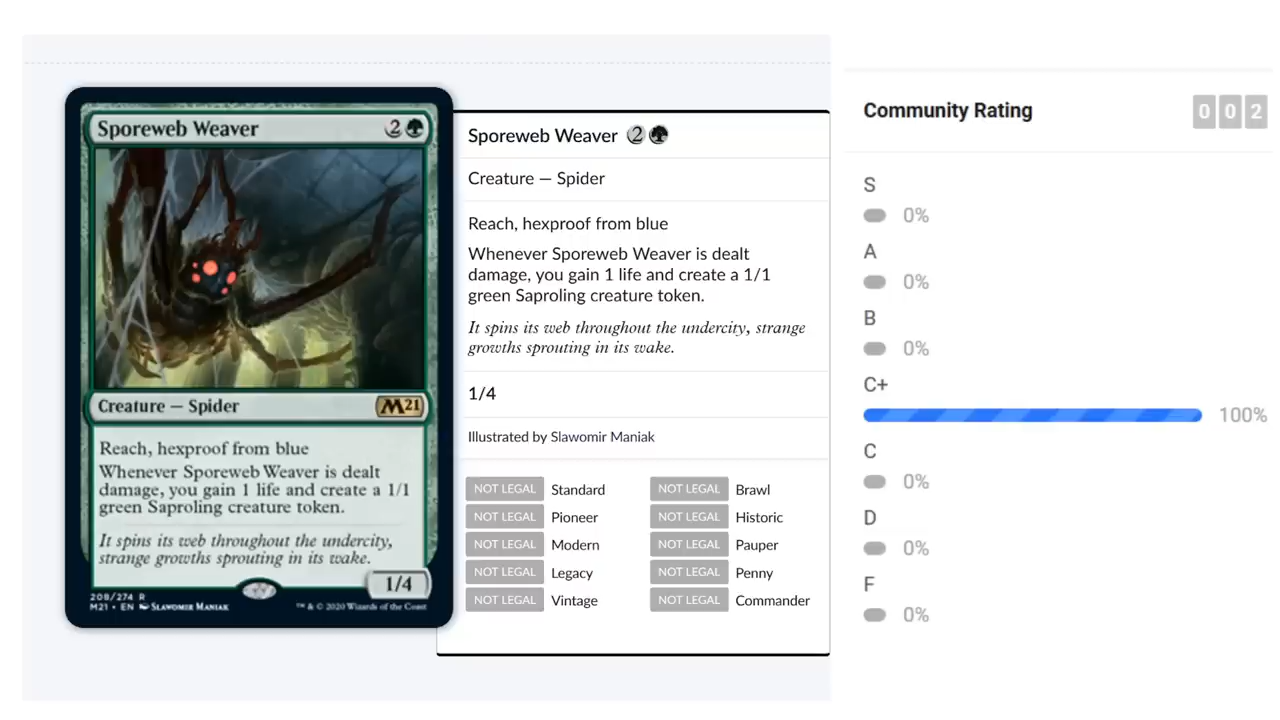 Sporeweb Weaver 2
Creature — Spider
M21
Reach, hexproof from blue
Whenever Sporeweb Weaver is dealt
damage, you gain 1 life and create a 1/1
green Saproling creature token.
It spins its web throughout the undercity,
strange growths sprouting in its wake.
1/4
208/274 R
M21 • EN SLAWOMIR MANIAK
™ & © 2020 Wizards of the Coast
Sporeweb Weaver 2
Creature — Spider
Reach, hexproof from blue
Whenever Sporeweb Weaver is dealt
damage, you gain 1 life and create a 1/1
green Saproling creature token.
It spins its web throughout the undercity, strange
growths sprouting in its wake.
1/4
Illustrated by Slawomir Maniak
NOT LEGAL Standard NOT LEGAL Brawl
NOT LEGAL Pioneer NOT LEGAL Historic
NOT LEGAL Modern NOT LEGAL Pauper
NOT LEGAL Legacy NOT LEGAL Penny
NOT LEGAL Vintage NOT LEGAL Commander
Community Rating 0 0 2
S
0%
A
0%
B
0%
C+
100%
C
0%
D
0%
F
0%